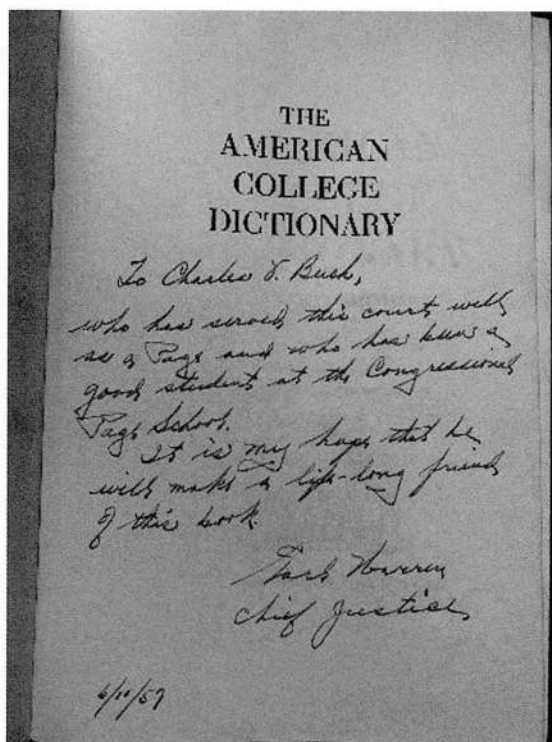 THE
AMERICAN
COLLEGE
DICTIONARY
To Charles V. Bush,
who has served this court well
as a Page and who has been a
good student at the Congressional
Page School.
It is my hope that he
will make a life-long friend
of this book.
Earl Warren
Chief Justice
6/10/57